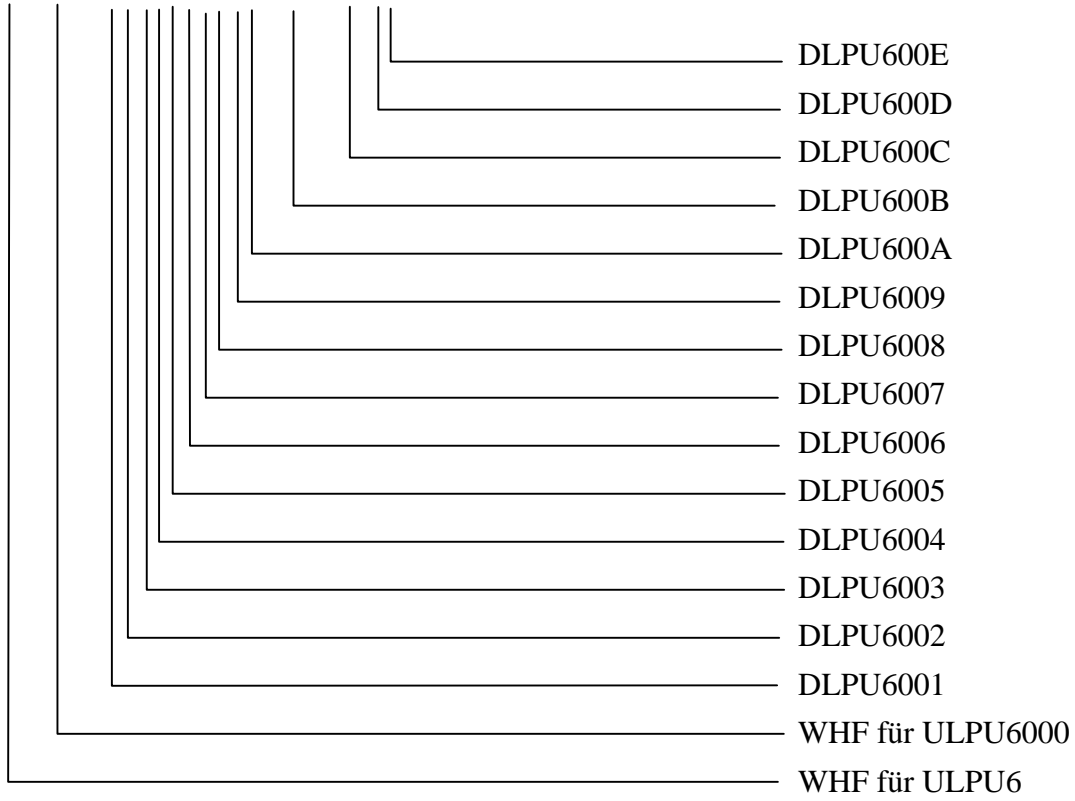 DLPU600E
DLPU600D
DLPU600C
DLPU600B
DLPU600A
DLPU6009
DLPU6008
DLPU6007
DLPU6006
DLPU6005
DLPU6004
DLPU6003
DLPU6002
DLPU6001
WHF für ULPU6000
WHF für ULPU6